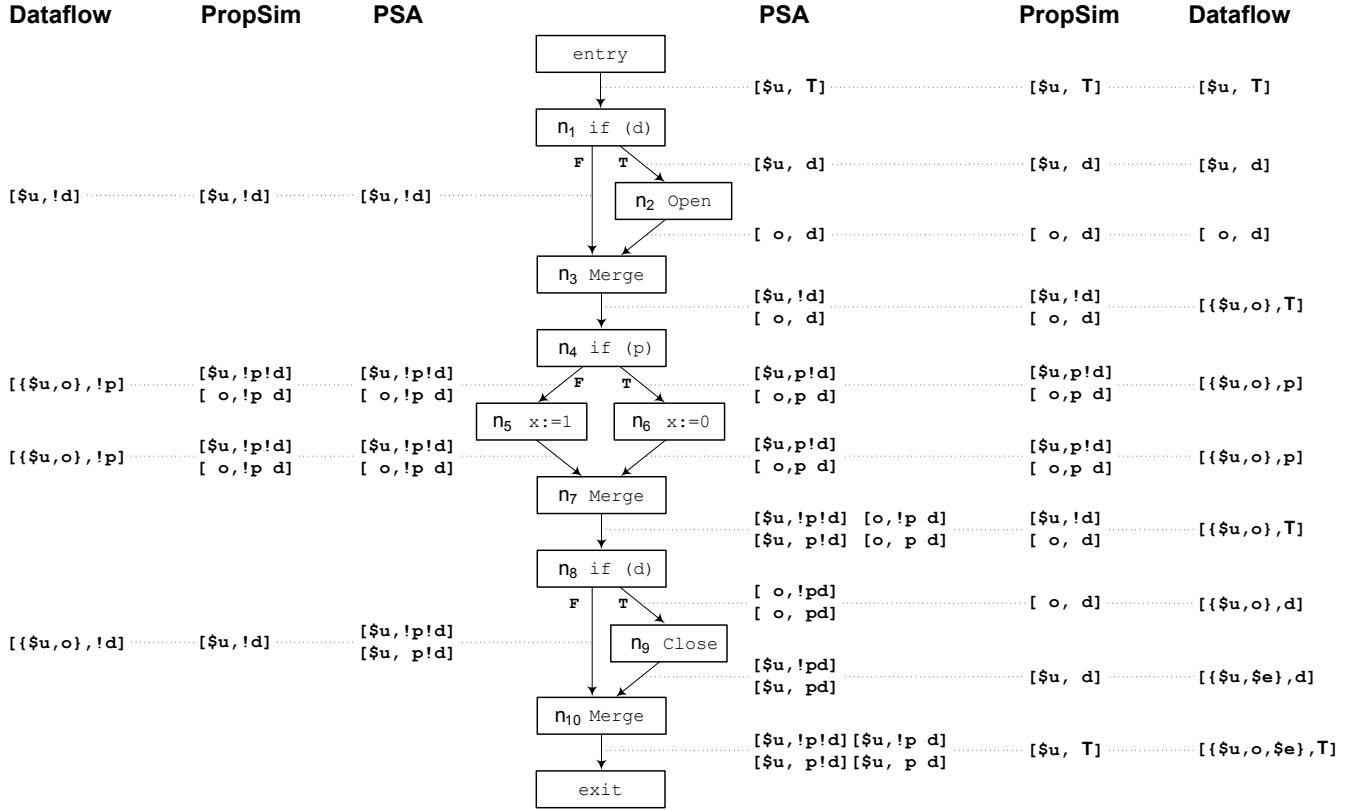 Dataflow PropSim PSA PSA PropSim Dataflow
entry
[$u, T] [$u, T] [$u, T]
n1 if (d)
F T [$u, d] [$u, d] [$u, d]
[$u,!d] [$u,!d] [$u,!d] n2 Open
[ o, d] [ o, d] [ o, d]
n3 Merge
[$u,!d] [$u,!d]
[{$u,o},T]
[ o, d] [ o, d]
n4 if (p)
[$u,!p!d] [$u,!p!d] F T [$u,p!d] [$u,p!d]
[{$u,o},!p] [{$u,o},p]
[ o,!p d] [ o,!p d] [ o,p d] [ o,p d]
n5 x:=1 n6 x:=0
[$u,!p!d] [$u,!p!d] [$u,p!d] [$u,p!d]
[{$u,o},!p] [{$u,o},p]
[ o,!p d] [ o,!p d] [ o,p d] [ o,p d]
n7 Merge
[$u,!p!d] [o,!p d] [$u,!d]
[{$u,o},T]
[$u, p!d] [o, p d] [ o, d]
n8 if (d)
[ o,!pd]
F T [ o, d] [{$u,o},d]
[ o, pd]
[$u,!p!d]
[{$u,o},!d] [$u,!d] n9 Close
[$u, p!d]
[$u,!pd]
[$u, d] [{$u,$e},d]
[$u, pd]
n10 Merge
[$u,!p!d][$u,!p d]
[$u, T] [{$u,o,$e},T]
[$u, p!d][$u, p d]
exit